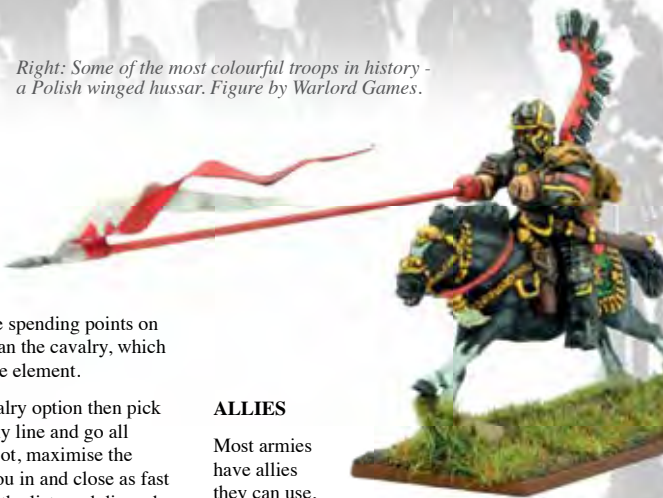 Right: Some of the most colourful troops in history -
a Polish winged hussar. Figure by Warlord Games.
e spending points on
an the cavalry, which
e element.
alry option then pick
y line and go all
ot, maximise the
ou in and close as fast
ALLIES
Most armies
have allies
they can use,